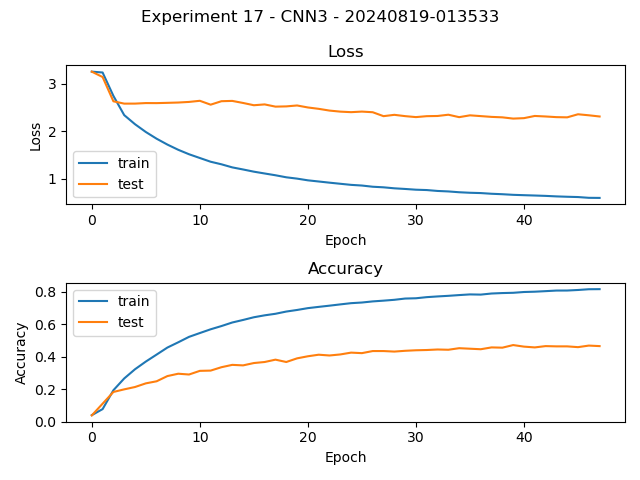 Experiment 17 - CNN3 - 20240819-013533
Loss
3
2
1
Loss
train
test
0 10 20 30 40
Epoch
Accuracy
0.8
0.6
0.4
0.2
0.0
Accuracy
train
test
0 10 20 30 40
Epoch